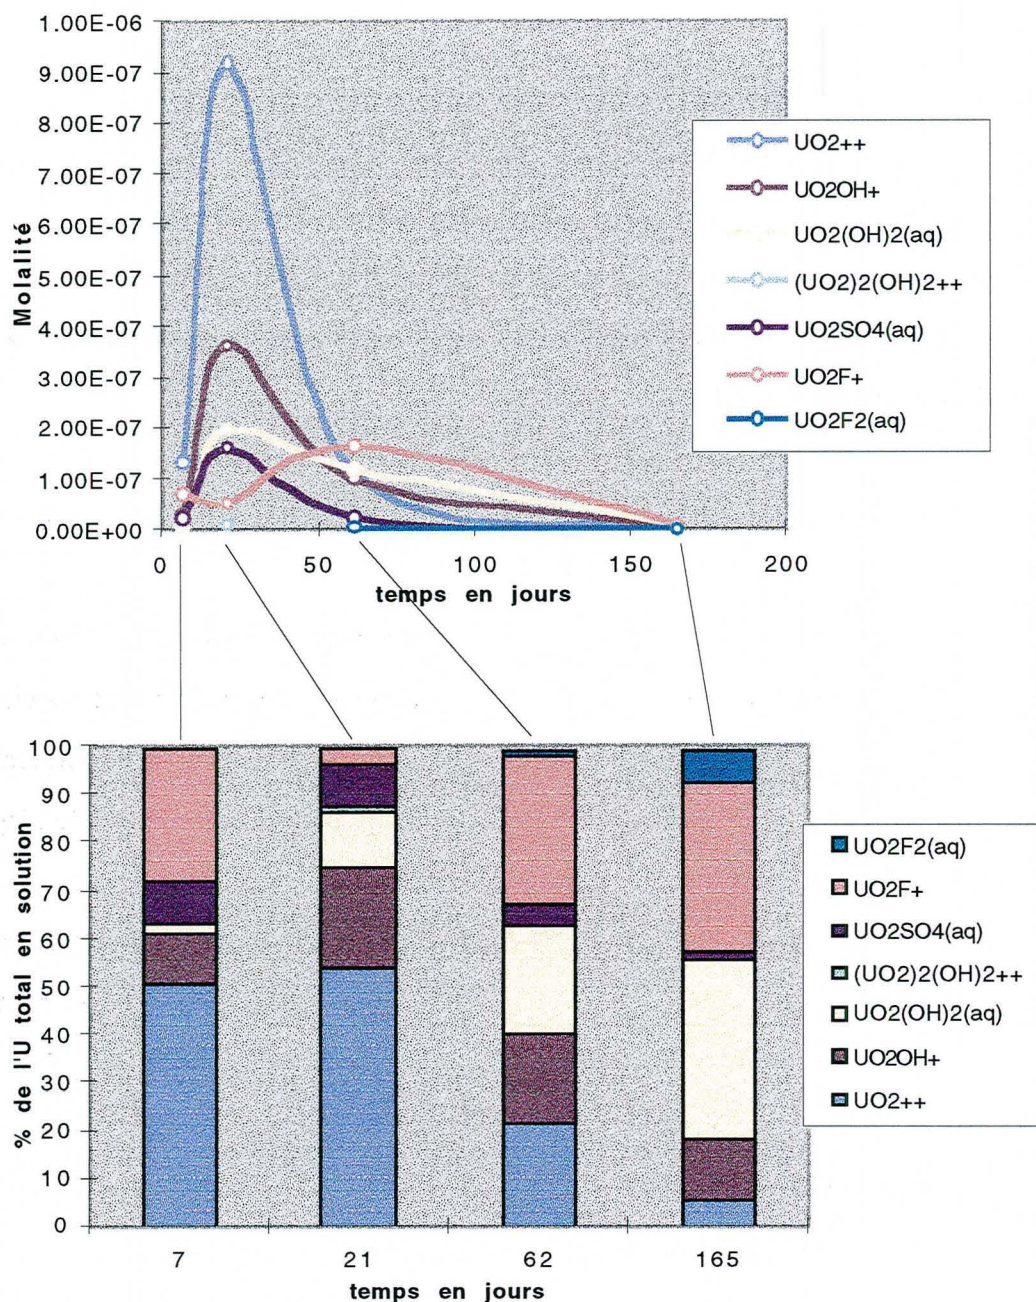 1.00E-06
9.00E-07
8.00E-07
7.00E-07
6.00E-07
5.00E-07
4.00E-07
3.00E-07
2.00E-07
1.00E-07
0.00E+00
Molalité
0 50 100 150 200
temps en jours
UO2++
UO2OH+
UO2(OH)2(aq)
(UO2)2(OH)2++
UO2SO4(aq)
UO2F+
UO2F2(aq)
100
90
80
70
60
50
40
30
20
10
0
% de l'U total en solution
7 21 62 165
temps en jours
UO2F2(aq)
UO2F+
UO2SO4(aq)
(UO2)2(OH)2++
UO2(OH)2(aq)
UO2OH+
UO2++